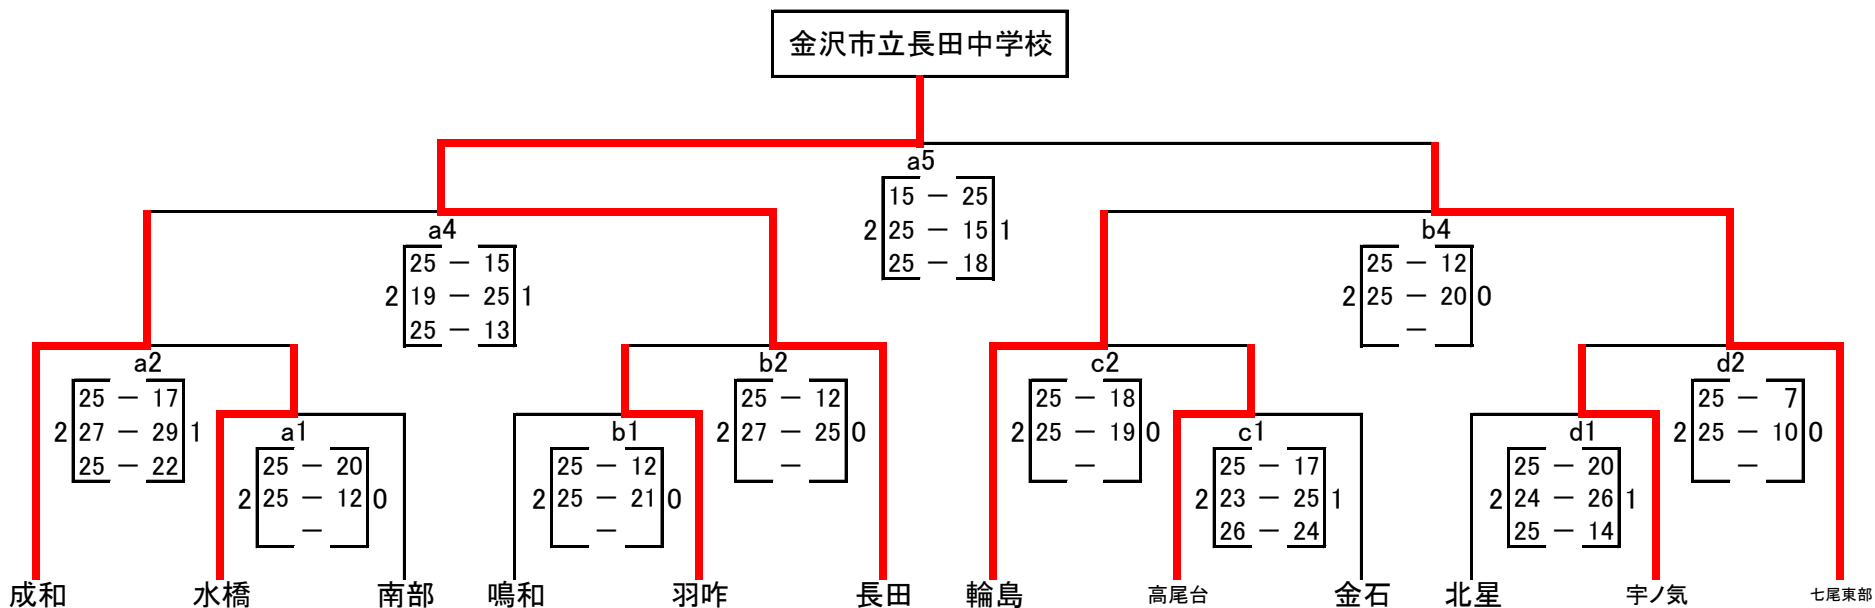 金沢市立長田中学校
a5
15 － 25
2 25 － 15 1
25 － 18
a4
25 － 15
2 19 － 25 1
25 － 13
b4
25 － 12
2 25 － 20 0
－
a2
25 － 17
2 27 － 29 1
25 － 22
b2
25 － 12
2 27 － 25 0
－
c2
25 － 18
2 25 － 19 0
－
d2
25 － 7
2 25 － 10 0
－
a1
25 － 20
2 25 － 12 0
－
b1
25 － 12
2 25 － 21 0
－
c1
25 － 17
2 23 － 25 1
26 － 24
d1
25 － 20
2 24 － 26 1
25 － 14
成和 水橋 南部 鳴和 羽咋 長田 輪島 高尾台 金石 北星 宇ノ気 七尾東部